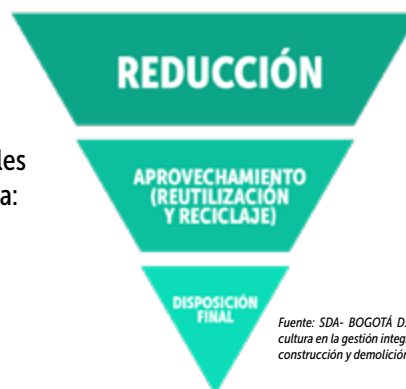 REDUCCIÓN
les
a:
APROVECHAMIENTO
(REUTILIZACIÓN
Y RECICLAJE)
DISPOSICIÓN
FINAL
Fuente: SDA- BOGOTÁ D.
cultura en la gestión integ
construcción y demolición